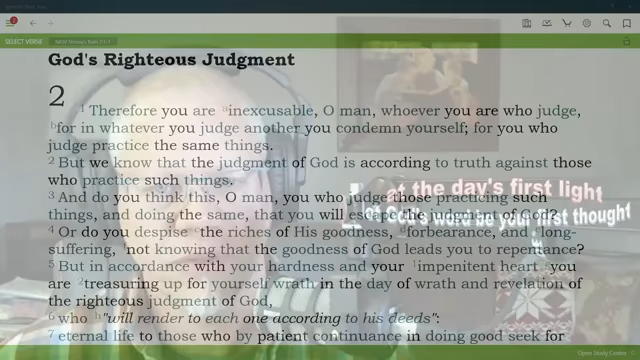 SELECT VERSE
God's Righteous Judgment
2
1 Therefore you are a inexcusable, O man, whoever you are who judge,
b for in whatever you judge another you condemn yourself; for you who
judge practice the same things.
2 But we know that the judgment of God is according to truth against those
who practice such things.
3 And do you think this, O man, you who judge those practicing such
things, and doing the same, that you will escape the judgment of God?
4 Or do you despise the riches of His goodness, forbearance, and long-
suffering, not knowing that the goodness of God leads you to repentance?
5 But in accordance with your hardness and your 1 impenitent heart you
are 2 treasuring up for yourself wrath in the day of wrath and revelation of
the righteous judgment of God,
6 who h "will render to each one according to his deeds":
7 eternal life to those who by patient continuance in doing good seek for
at the day's first light
let God's word be your first thought
Open Study Center